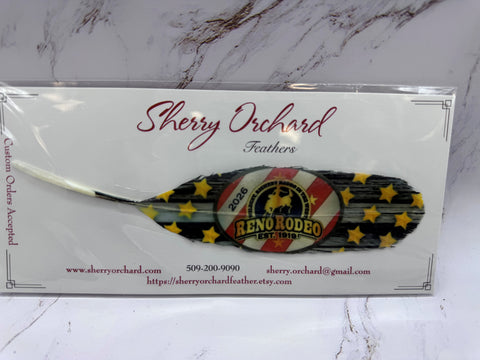 Sherry Orchard
Feathers
Custom Orders Accepted
2026
RENO RODEO
EST. 1919
www.sherryorchard.com 509-200-9090 sherry.orchard@gmail.com
https://sherryorchardfeather.etsy.com